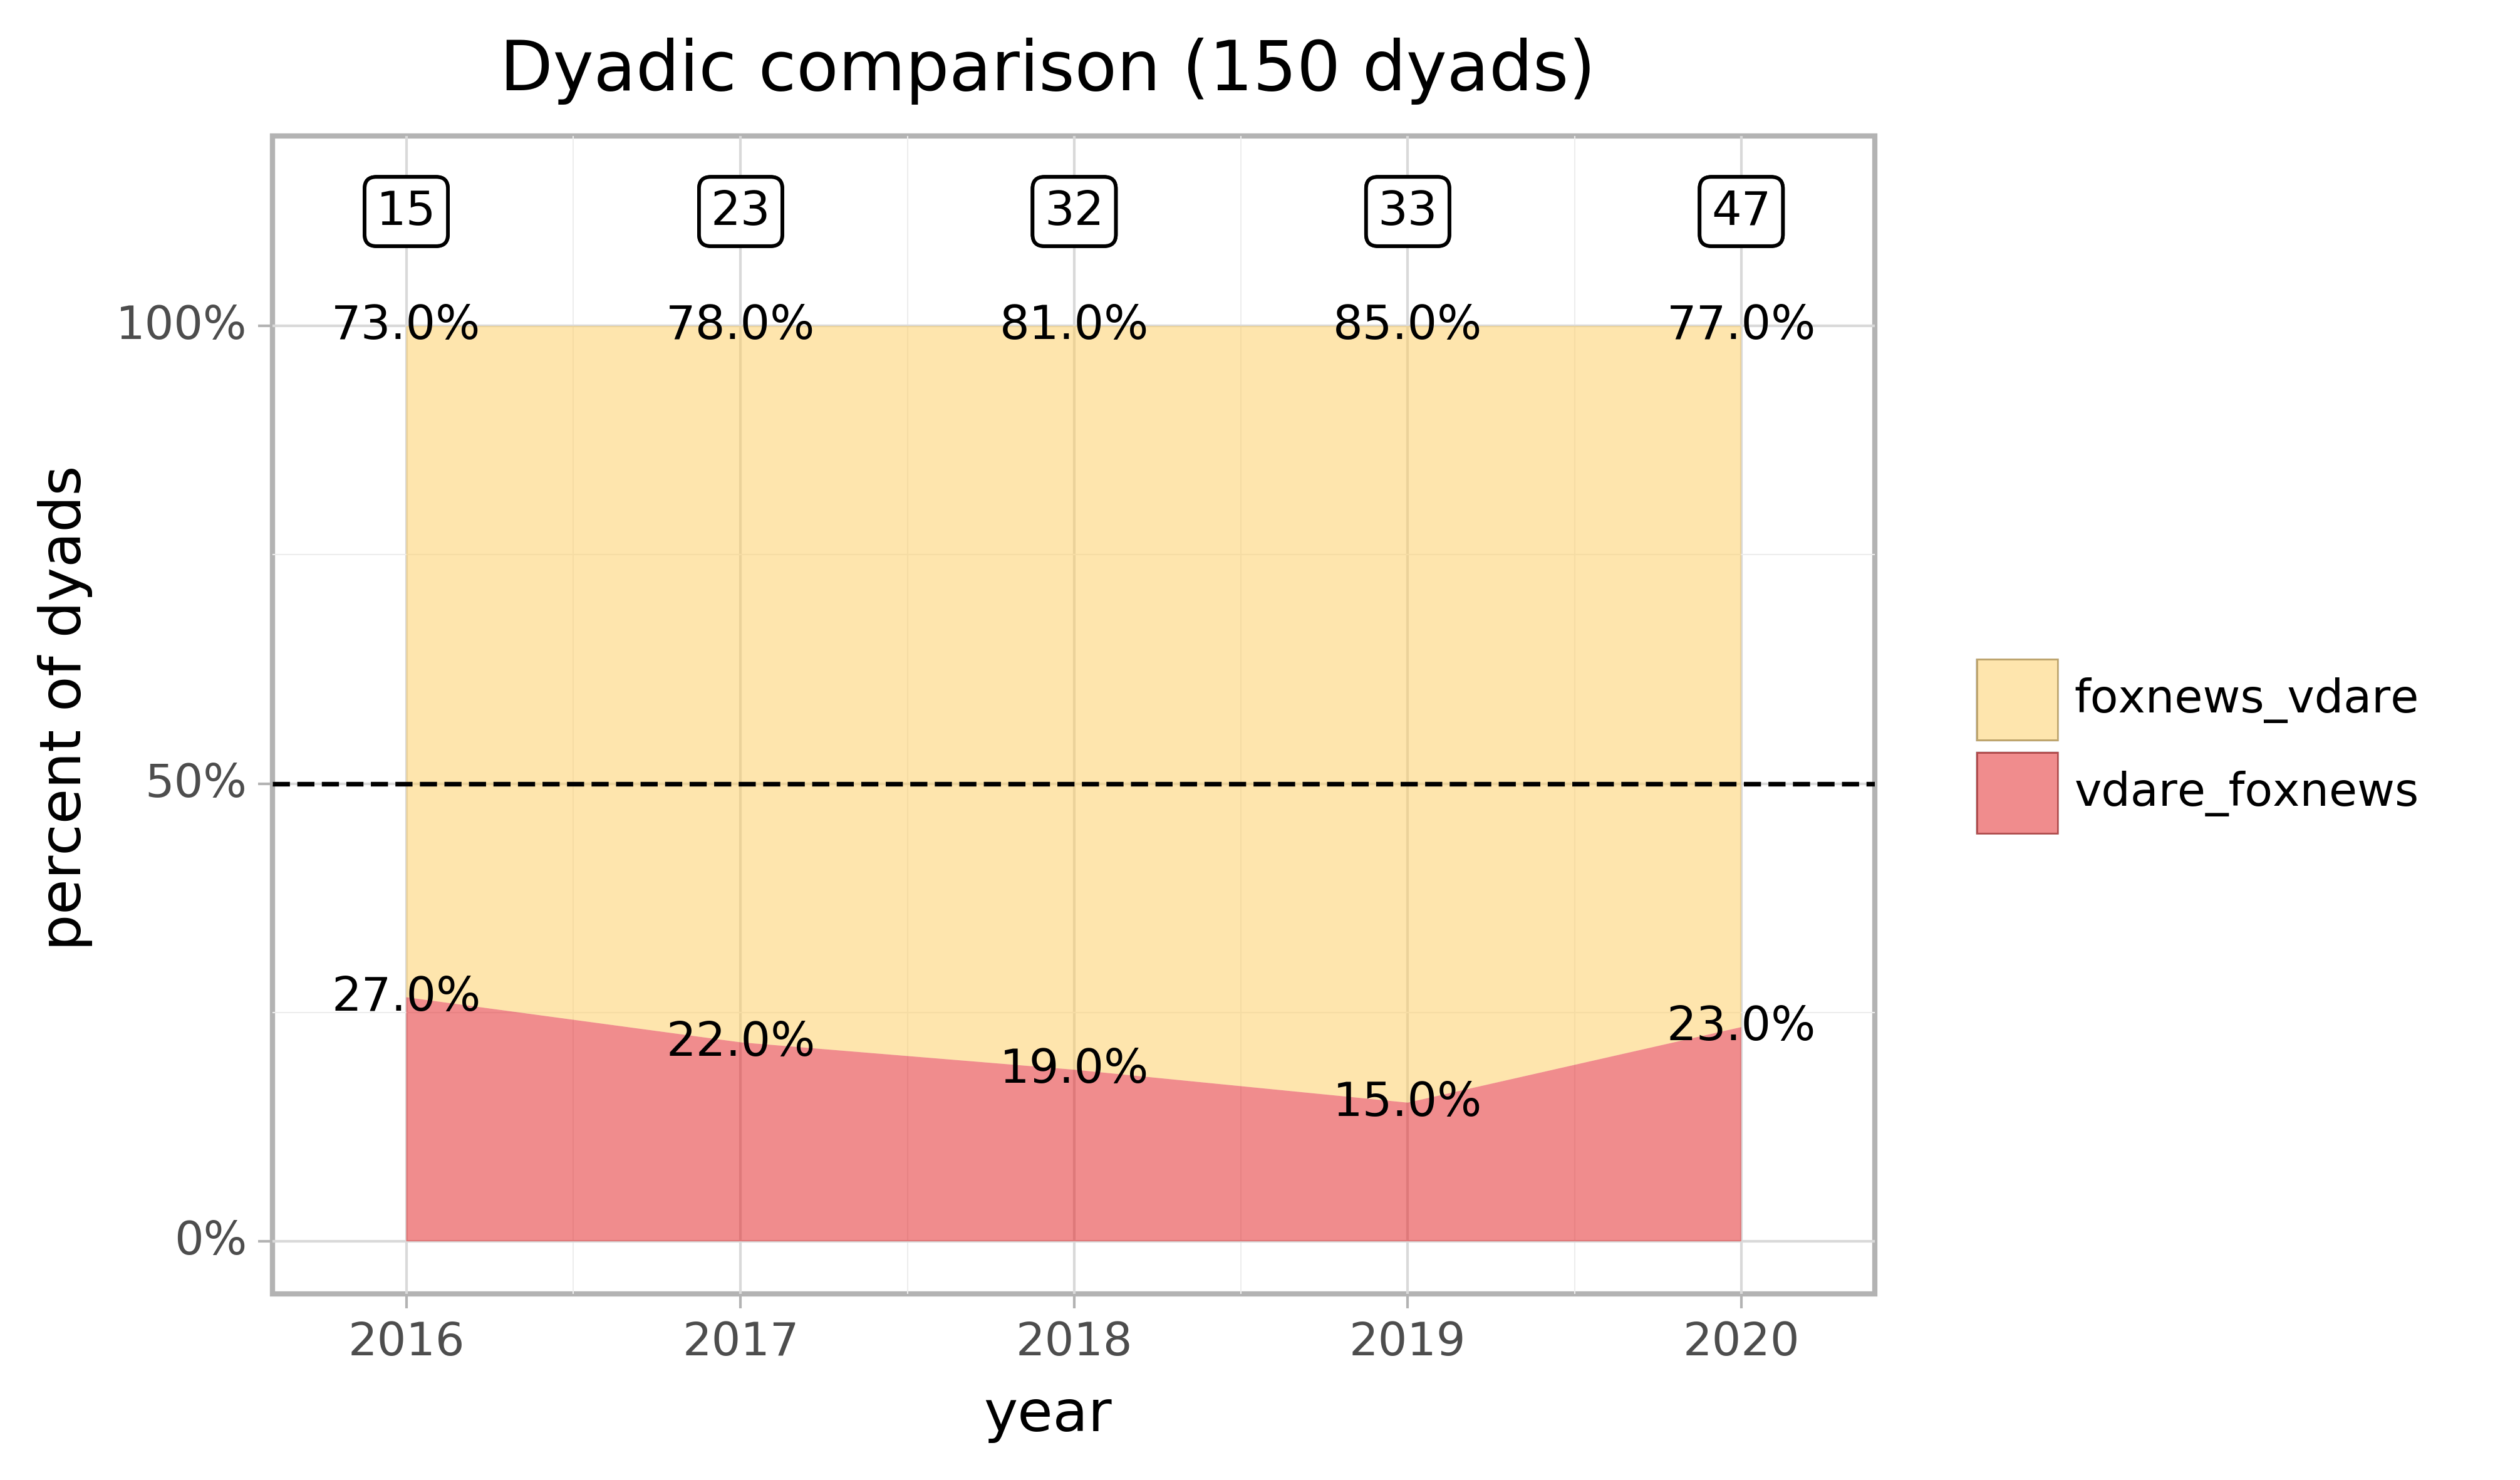 Dyadic comparison (150 dyads)
15 23 32 33 47
100% 73.0% 78.0% 81.0% 85.0% 77.0%
percent of dyads
foxnews_vdare
50%
vdare_foxnews
27.0% 22.0% 19.0% 15.0% 23.0%
0%
2016 2017 2018 2019 2020
year